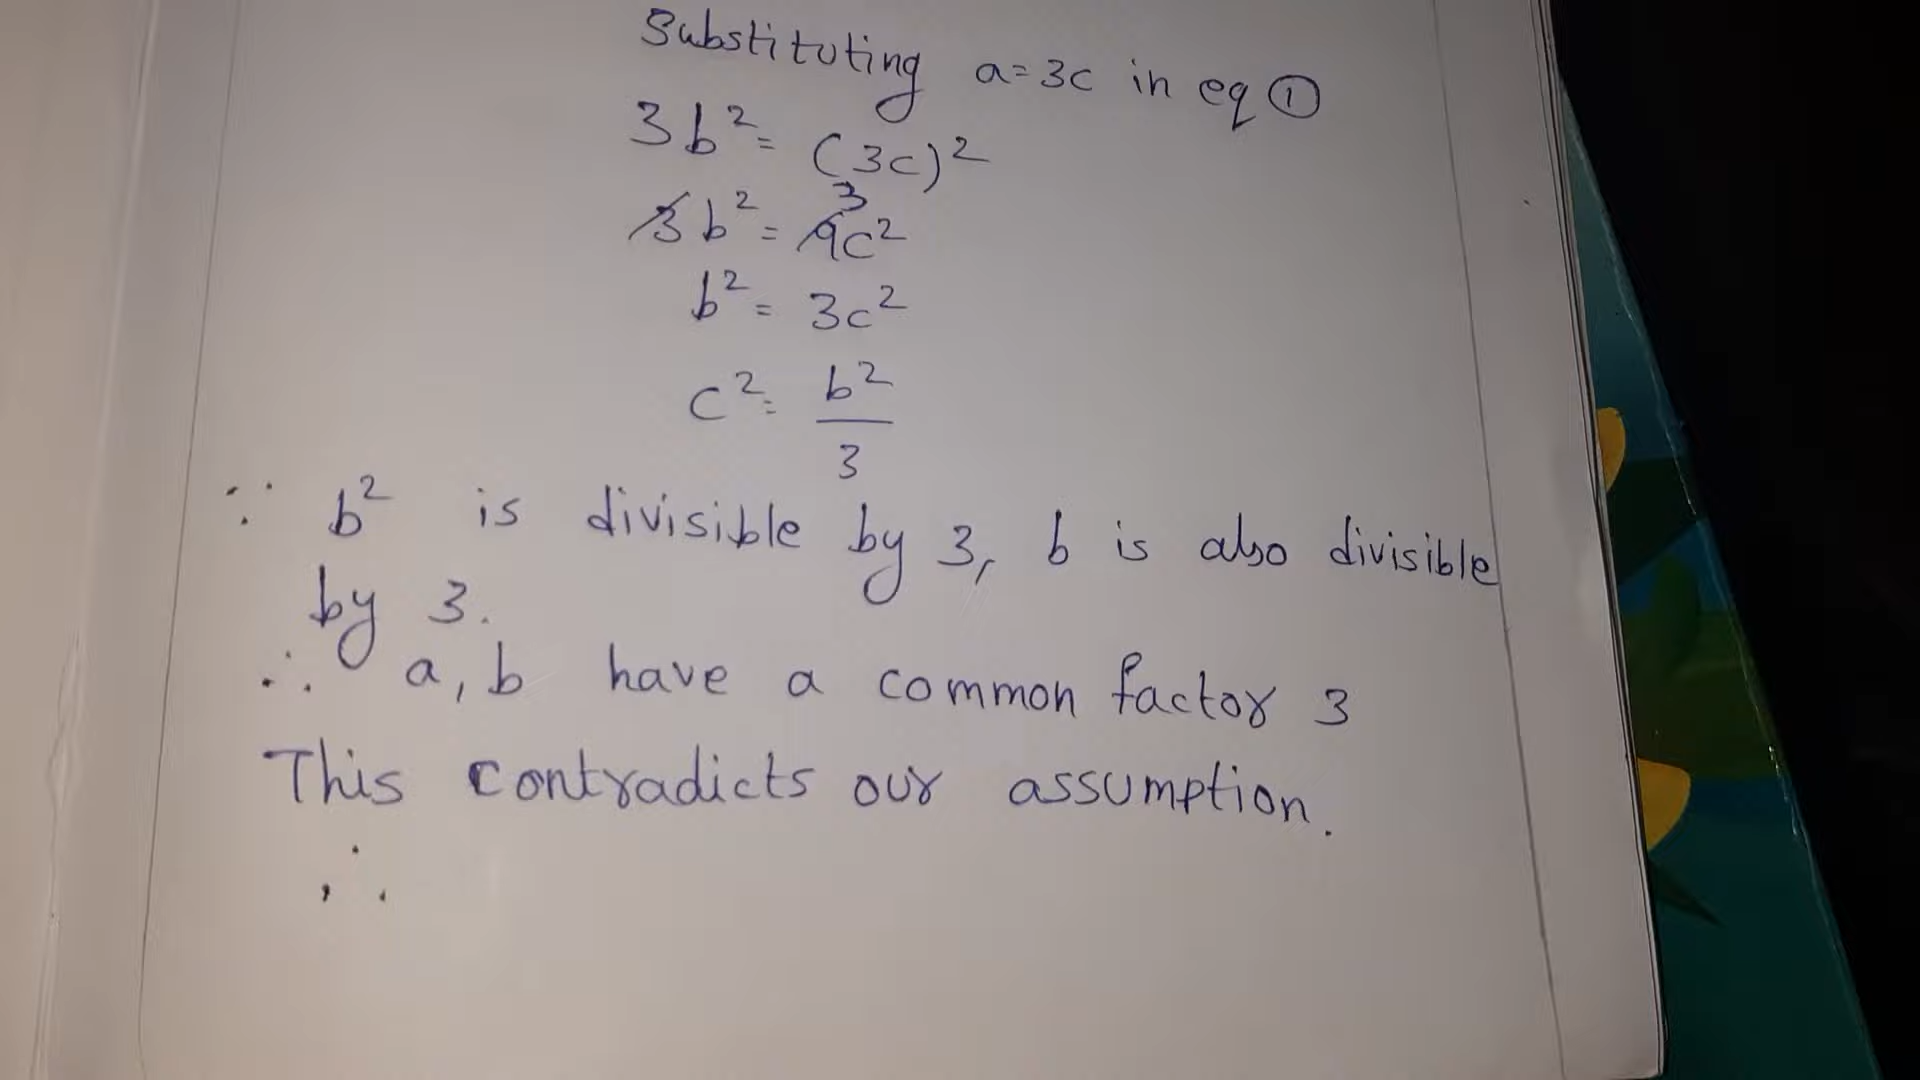 Substituting a=3c in eq ①
3b² = (3c)²
3b² = 9c² 3
b² = 3c²
c² = b²/3
∵ b² is divisible by 3, b is also divisible
by 3.
∴ a, b have a common factor 3
This contradicts our assumption.
∴